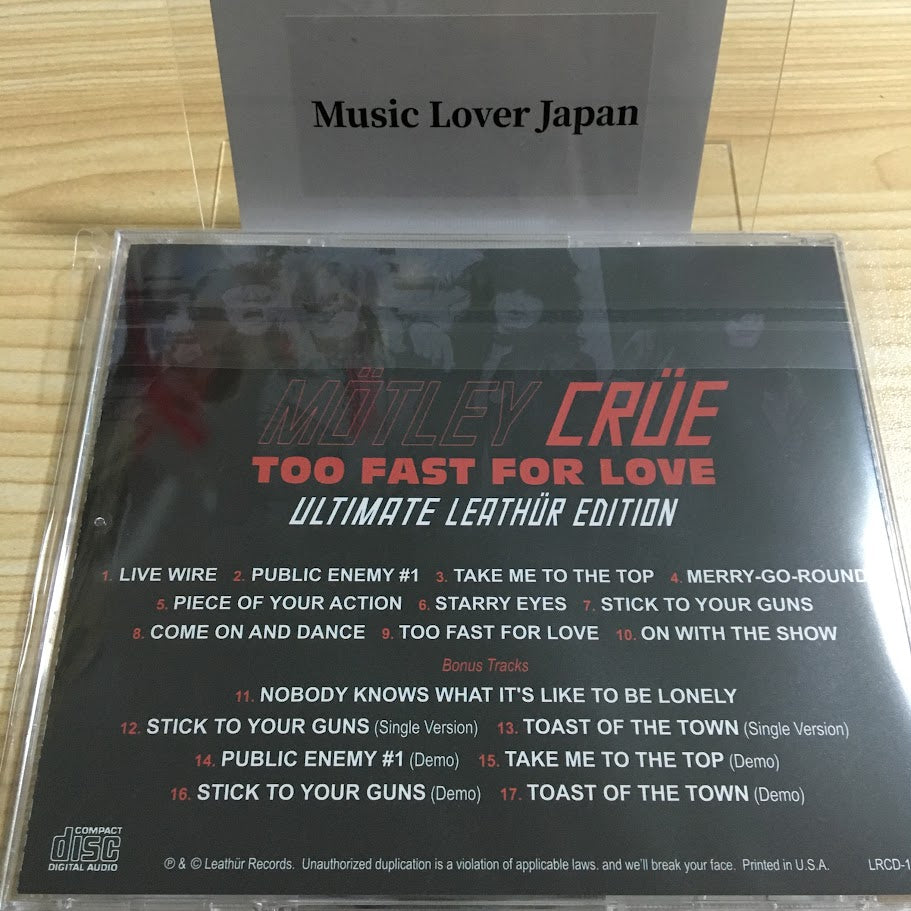 Music Lover Japan
MÖTLEY CRÜE
TOO FAST FOR LOVE
ULTIMATE LEATHÜR EDITION
1. LIVE WIRE 2. PUBLIC ENEMY #1 3. TAKE ME TO THE TOP 4. MERRY-GO-ROUND
5. PIECE OF YOUR ACTION 6. STARRY EYES 7. STICK TO YOUR GUNS
8. COME ON AND DANCE 9. TOO FAST FOR LOVE 10. ON WITH THE SHOW
Bonus Tracks
11. NOBODY KNOWS WHAT IT'S LIKE TO BE LONELY
12. STICK TO YOUR GUNS (Single Version) 13. TOAST OF THE TOWN (Single Version)
14. PUBLIC ENEMY #1 (Demo) 15. TAKE ME TO THE TOP (Demo)
16. STICK TO YOUR GUNS (Demo) 17. TOAST OF THE TOWN (Demo)
COMPACT
disc
DIGITAL AUDIO
℗ & © Leathür Records. Unauthorized duplication is a violation of applicable laws. and we'll break your face. Printed in U.S.A. LRCD-1